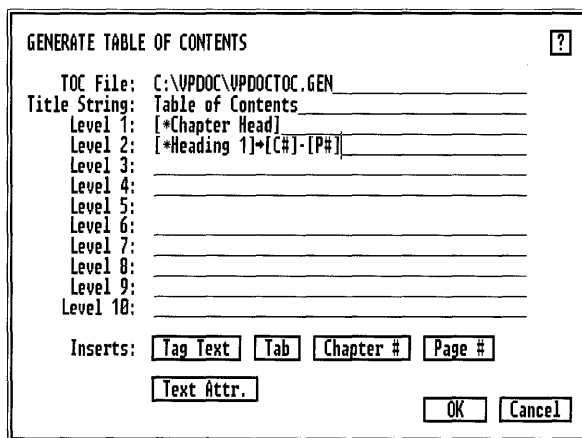 GENERATE TABLE OF CONTENTS ?
TOC File: C:\VPDOC\VPDOCTOC.GEN
Title String: Table of Contents
Level 1: [*Chapter Head]
Level 2: [*Heading 1]→[C#]-[P#]
Level 3:
Level 4:
Level 5:
Level 6:
Level 7:
Level 8:
Level 9:
Level 10:
Inserts: Tag Text Tab Chapter # Page #
Text Attr.
OK Cancel